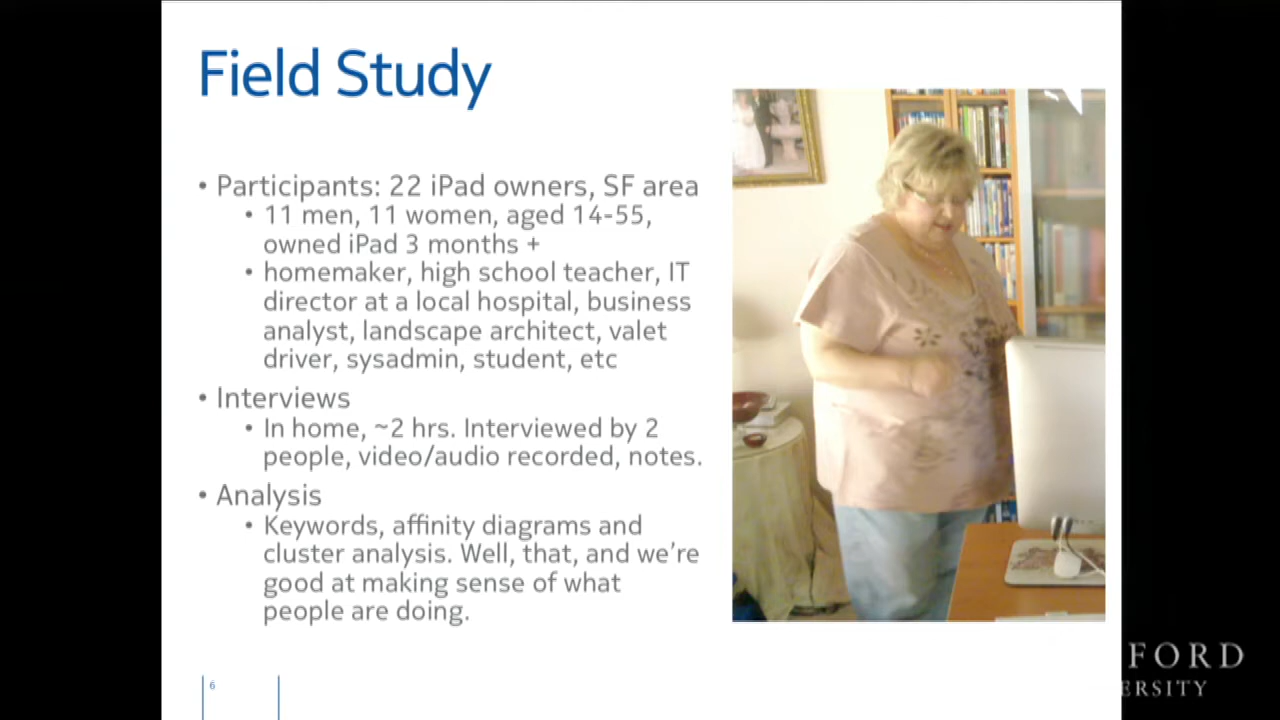 Field Study
• Participants: 22 iPad owners, SF area
• 11 men, 11 women, aged 14-55,
owned iPad 3 months +
• homemaker, high school teacher, IT
director at a local hospital, business
analyst, landscape architect, valet
driver, sysadmin, student, etc
• Interviews
• In home, ~2 hrs. Interviewed by 2
people, video/audio recorded, notes.
• Analysis
• Keywords, affinity diagrams and
cluster analysis. Well, that, and we're
good at making sense of what
people are doing.
6
FORD
ERSITY